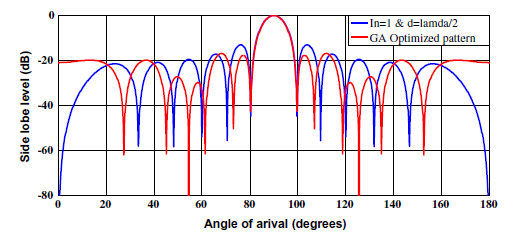 In=1 & d=lamda/2
GA Optimized pattern
Side lobe level (dB)
0
-20
-40
-60
-80
0 20 40 60 80 100 120 140 160 180
Angle of arival (degrees)